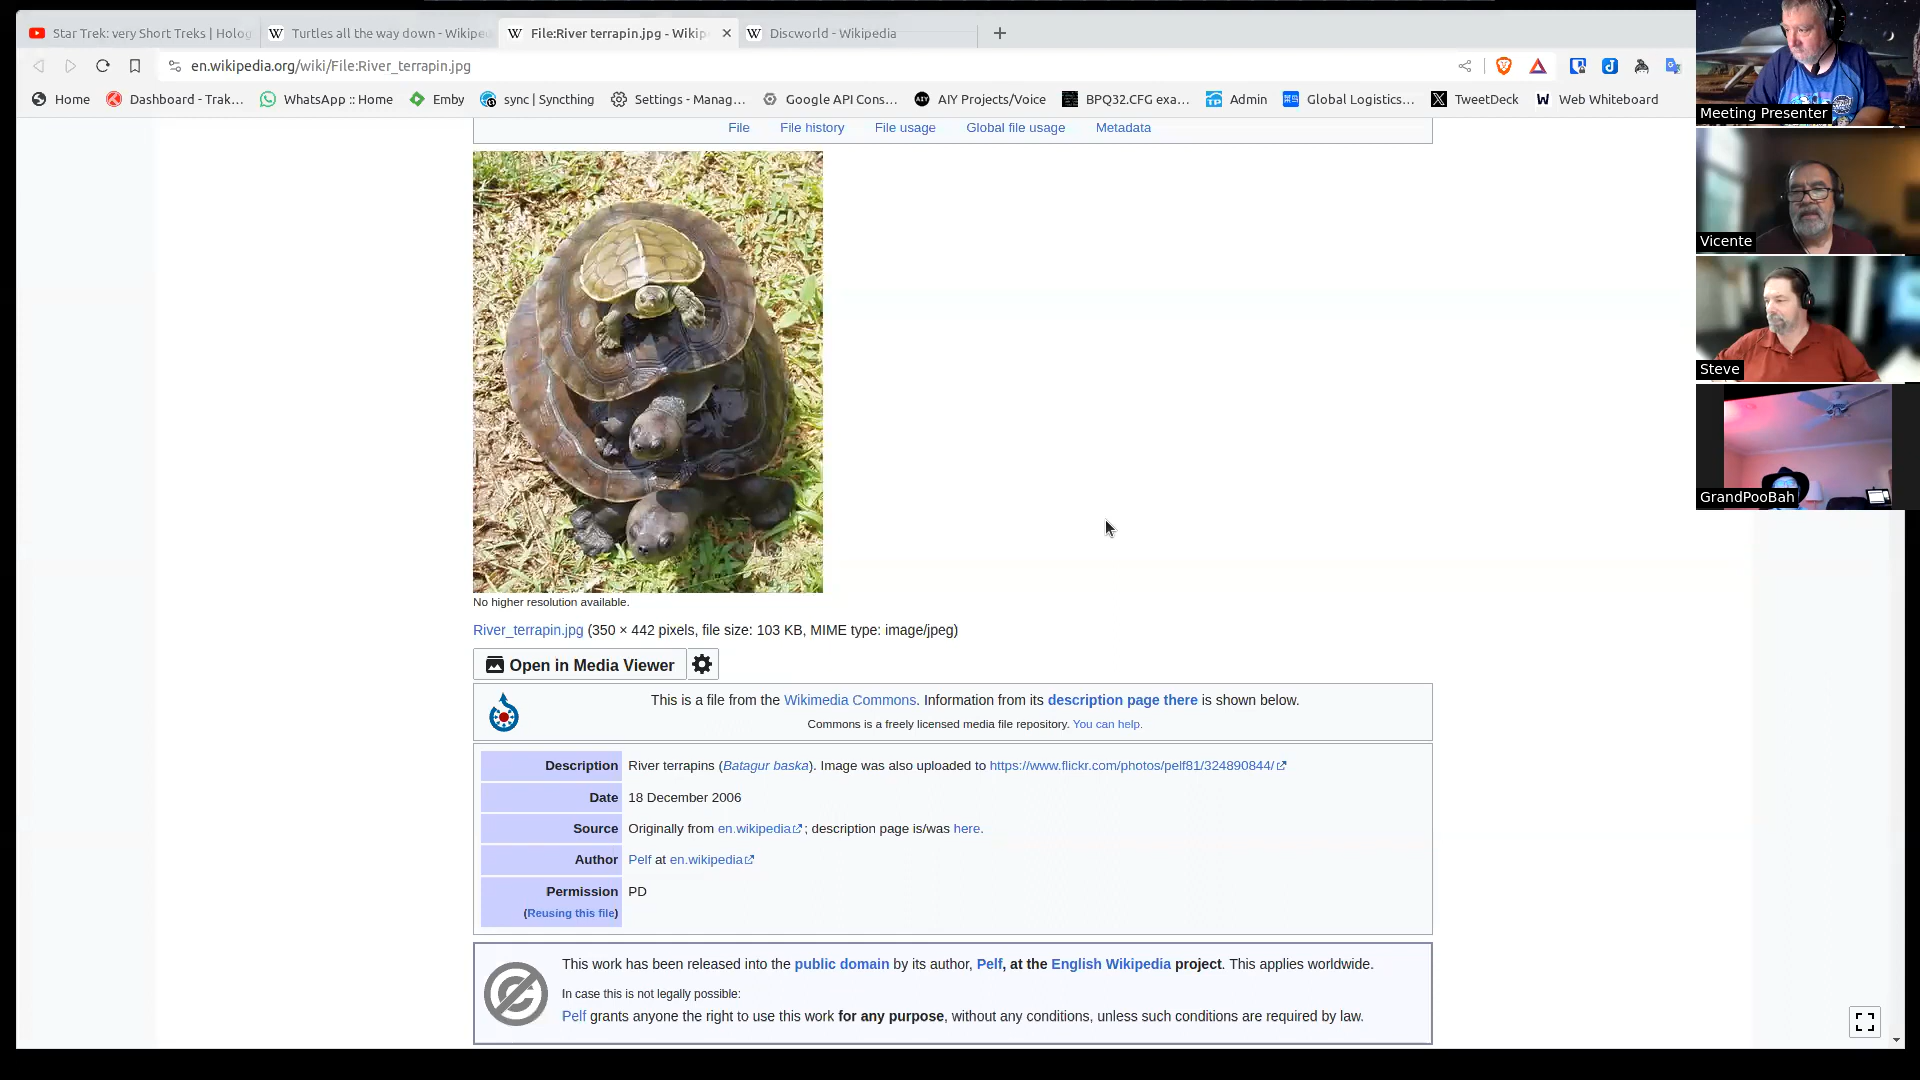 Star Trek: very Short Treks | Holog
Turtles all the way down - Wikiped
File:River terrapin.jpg - Wikip
Discworld - Wikipedia
en.wikipedia.org/wiki/File:River_terrapin.jpg
Home
Dashboard - Trak...
WhatsApp :: Home
Emby
sync | Syncthing
Settings - Manag...
Google API Cons...
AIY Projects/Voice
BPQ32.CFG exa...
Admin
Global Logistics...
TweetDeck
Web Whiteboard
Meeting Presenter
Vicente
Steve
GrandPooBah
File
File history
File usage
Global file usage
Metadata
No higher resolution available.
River_terrapin.jpg (350 × 442 pixels, file size: 103 KB, MIME type: image/jpeg)
Open in Media Viewer
This is a file from the Wikimedia Commons. Information from its description page there is shown below.
Commons is a freely licensed media file repository. You can help.
Description River terrapins (Batagur baska). Image was also uploaded to https://www.flickr.com/photos/pelf81/324890844/
Date 18 December 2006
Source Originally from en.wikipedia; description page is/was here.
Author Pelf at en.wikipedia
Permission PD
(Reusing this file)
This work has been released into the public domain by its author, Pelf, at the English Wikipedia project. This applies worldwide.
In case this is not legally possible:
Pelf grants anyone the right to use this work for any purpose, without any conditions, unless such conditions are required by law.